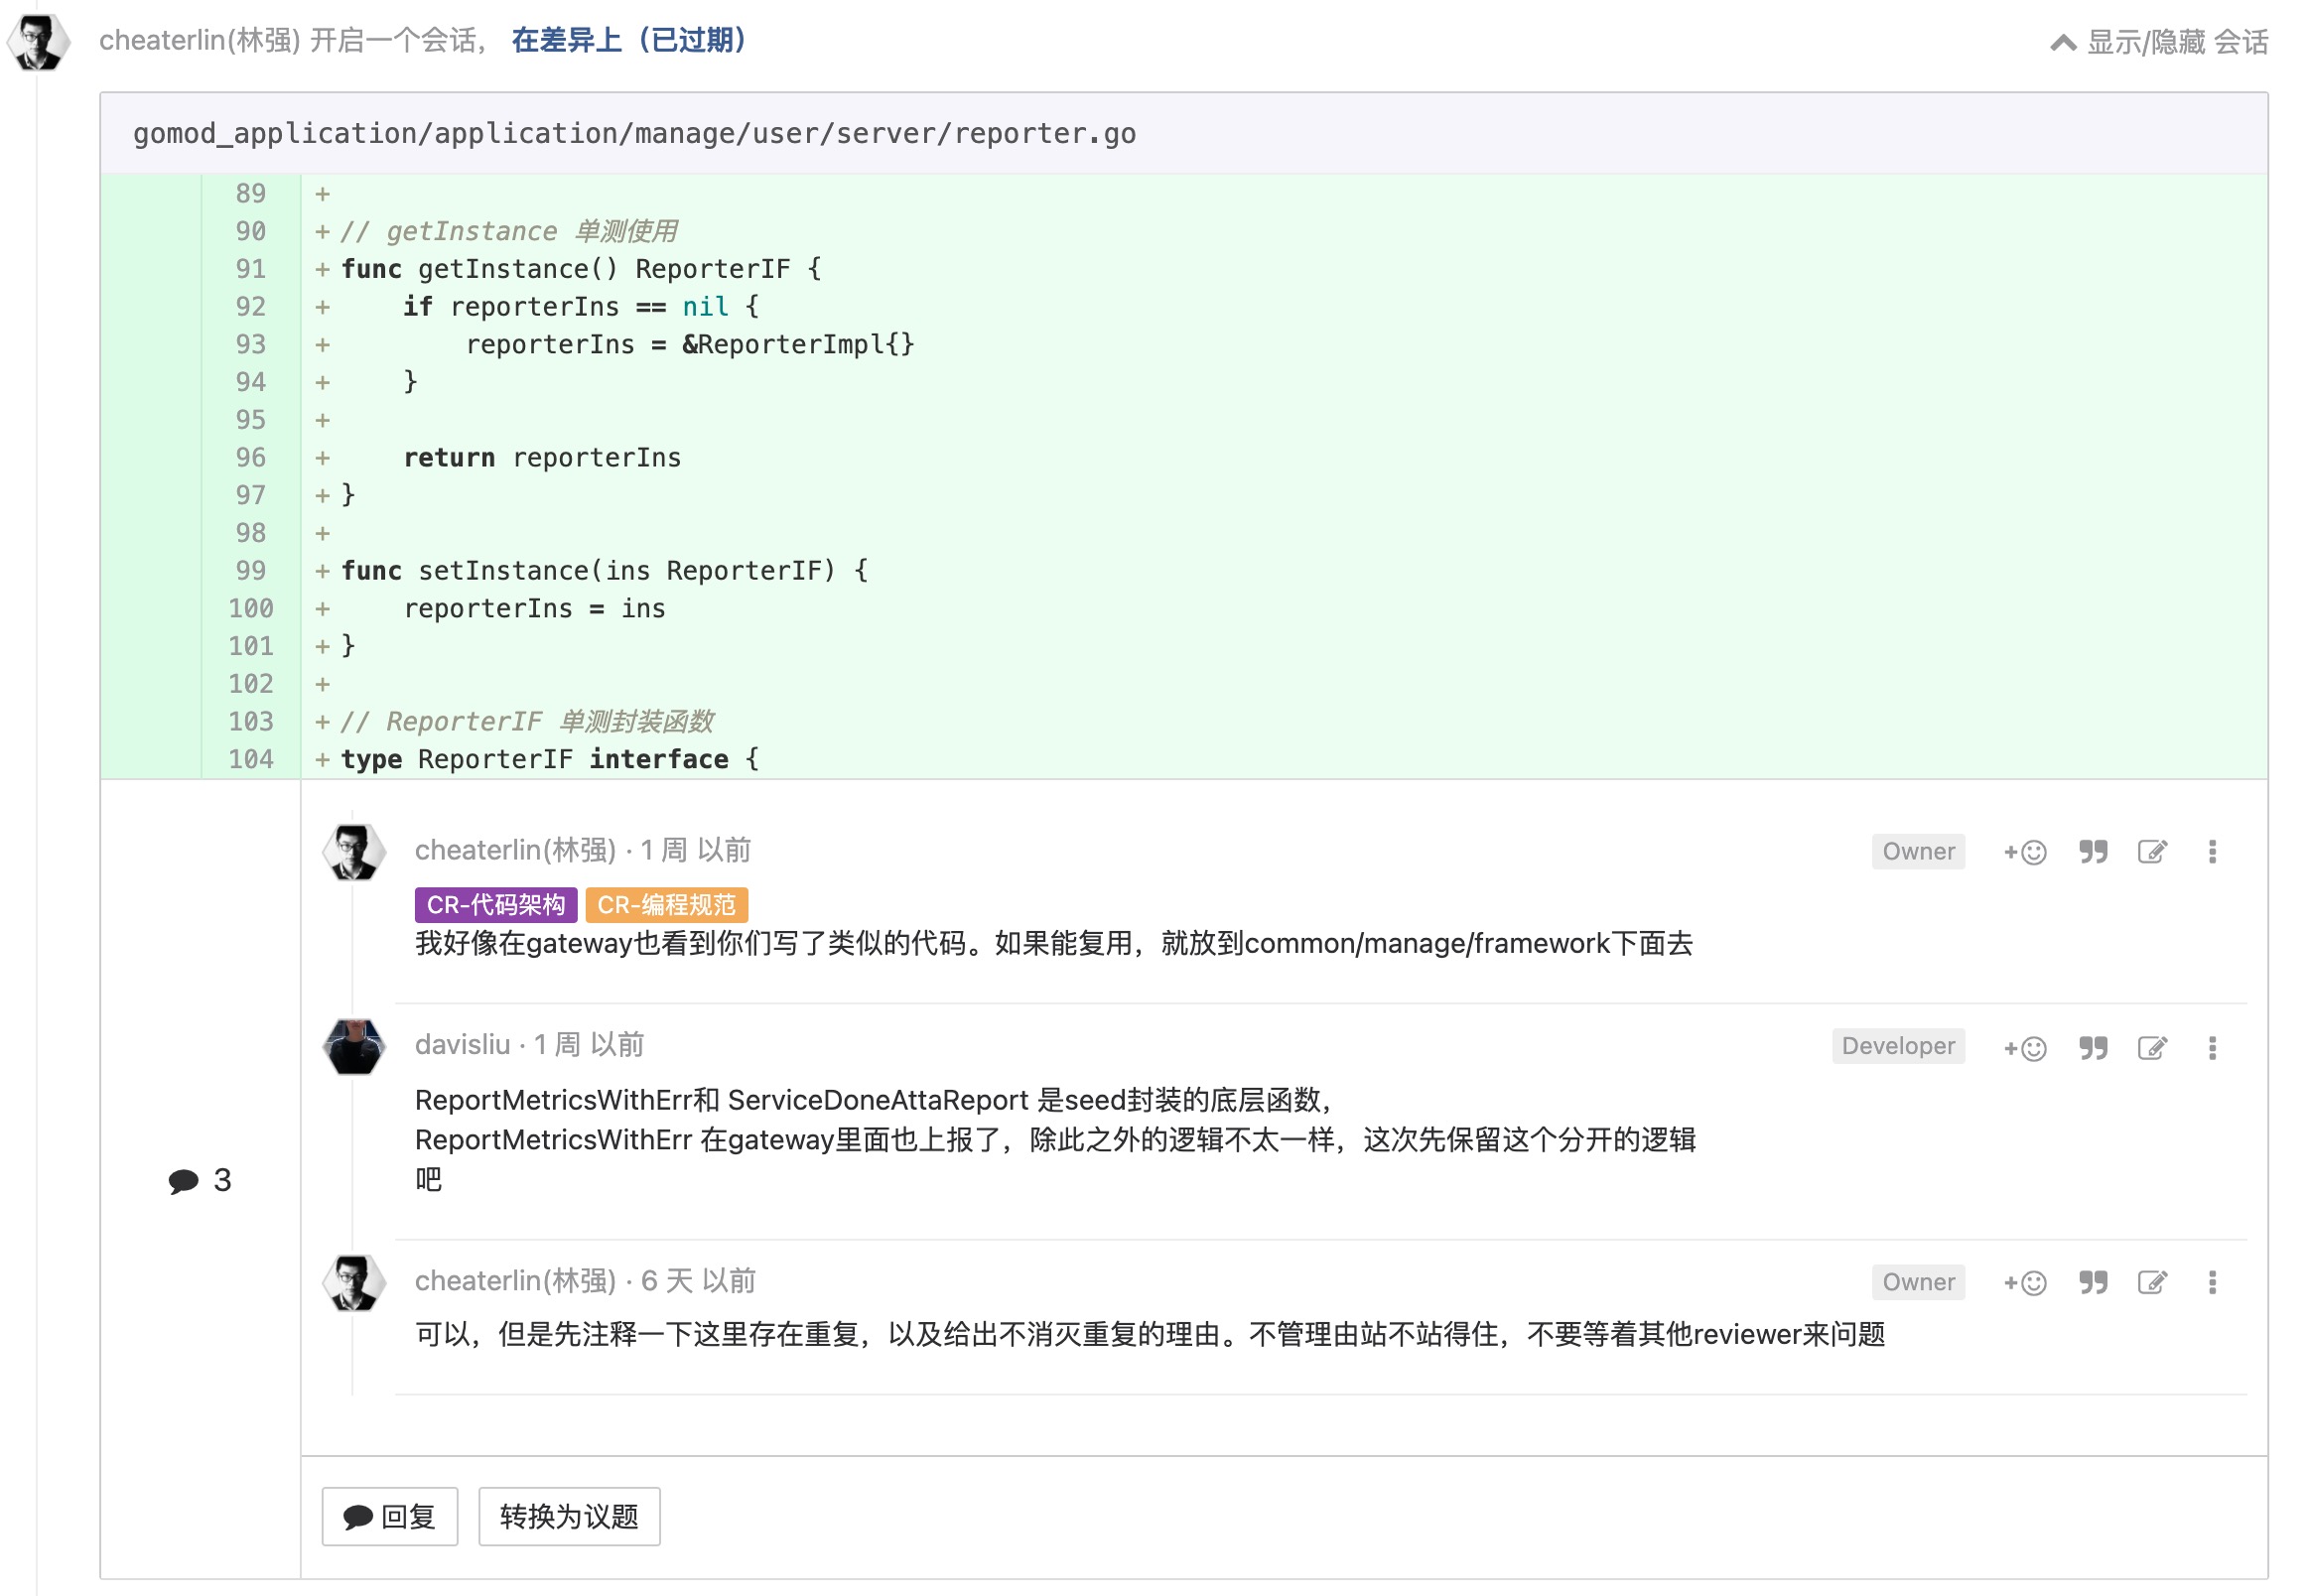 cheaterlin(林强) 开启一个会话， 在差异上（已过期）
显示/隐藏 会话
gomod_application/application/manage/user/server/reporter.go
89 +
90 + // getInstance 单测使用
91 + func getInstance() ReporterIF {
92 +     if reporterIns == nil {
93 +         reporterIns = &ReporterImpl{}
94 +     }
95 +
96 +     return reporterIns
97 + }
98 +
99 + func setInstance(ins ReporterIF) {
100 +     reporterIns = ins
101 + }
102 +
103 + // ReporterIF 单测封装函数
104 + type ReporterIF interface {
3
cheaterlin(林强) · 1 周 以前
Owner
CR-代码架构 CR-编程规范
我好像在gateway也看到你们写了类似的代码。如果能复用，就放到common/manage/framework下面去
davisliu · 1 周 以前
Developer
ReportMetricsWithErr和 ServiceDoneAttaReport 是seed封装的底层函数，
ReportMetricsWithErr 在gateway里面也上报了，除此之外的逻辑不太一样，这次先保留这个分开的逻辑
吧
cheaterlin(林强) · 6 天 以前
Owner
可以，但是先注释一下这里存在重复，以及给出不消灭重复的理由。不管理由站不站得住，不要等着其他reviewer来问题
回复
转换为议题